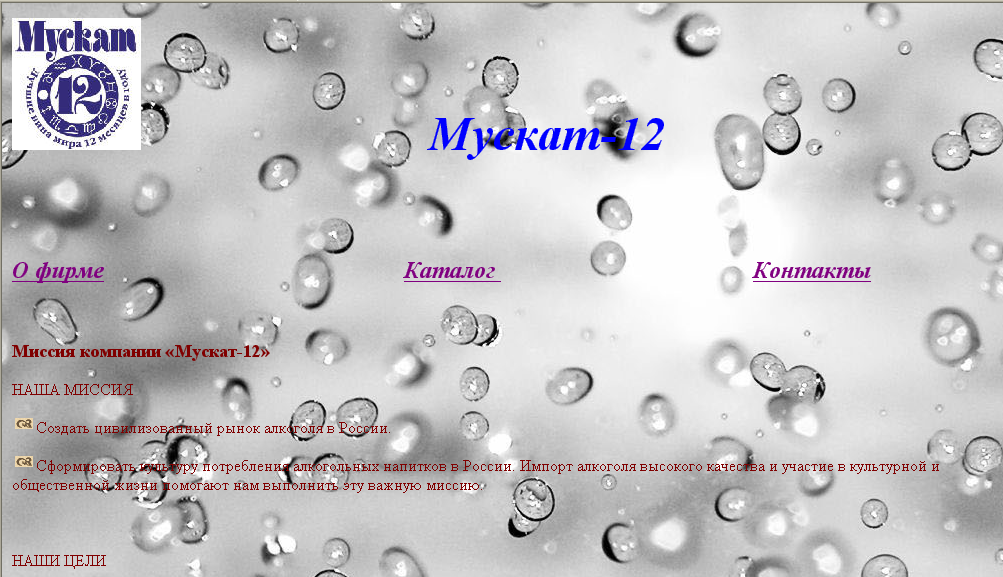 Мускат
12
Лучшие вина мира 12 месяцев в году
Мускат-12
О фирме Каталог Контакты
Миссия компании «Мускат-12»
НАША МИССИЯ
Создать цивилизованный рынок алкоголя в России.
Сформировать культуру потребления алкогольных напитков в России. Импорт алкоголя высокого качества и участие в культурной и
общественной жизни помогают нам выполнить эту важную миссию.
НАШИ ЦЕЛИ